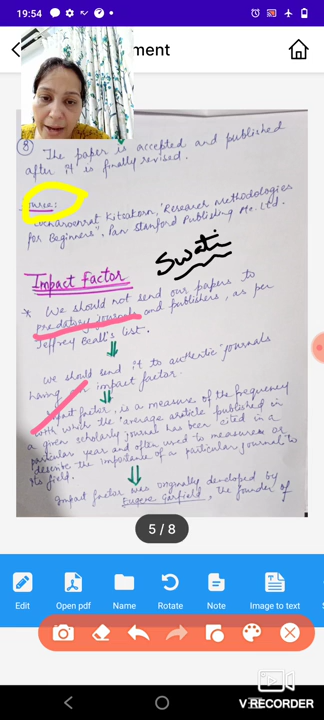 19:54
ment
⑧ The paper is accepted and published
after it is finally revised.
Kiteakorn, "Research Methodologies
for Beginners", Pan Stanford Publishing Pte. Ltd.
Swati
Impact Factor
* We should not send our papers to
predatory journals and publishers, as per
Jeffrey Beall's list.
We should send it to authentic journals
having an impact factor.
Impact factor, is a measure of the frequency
with which the "average article" published in
a given scholarly journal has been cited in a
particular year and often used to measure or
describe the importance of a particular journal to
its field.
Impact factor was originally developed by
Eugene Garfield, the founder of
5 / 8
Edit
Open pdf
Name
Rotate
Note
Image to text
V RECORDER